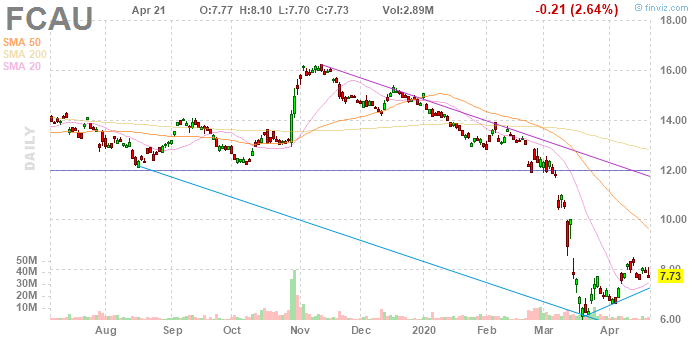 FCAU
Apr 21 O:7.77 H:8.10 L:7.70 C:7.73 Vol:2.89M -0.21 (2.64%)
© finviz.com
SMA 50
SMA 200
SMA 20
DAILY
18.00
16.00
14.00
12.00
10.00
8.00
7.73
6.00
50M
40M
30M
20M
10M
Aug Sep Oct Nov Dec 2020 Feb Mar Apr